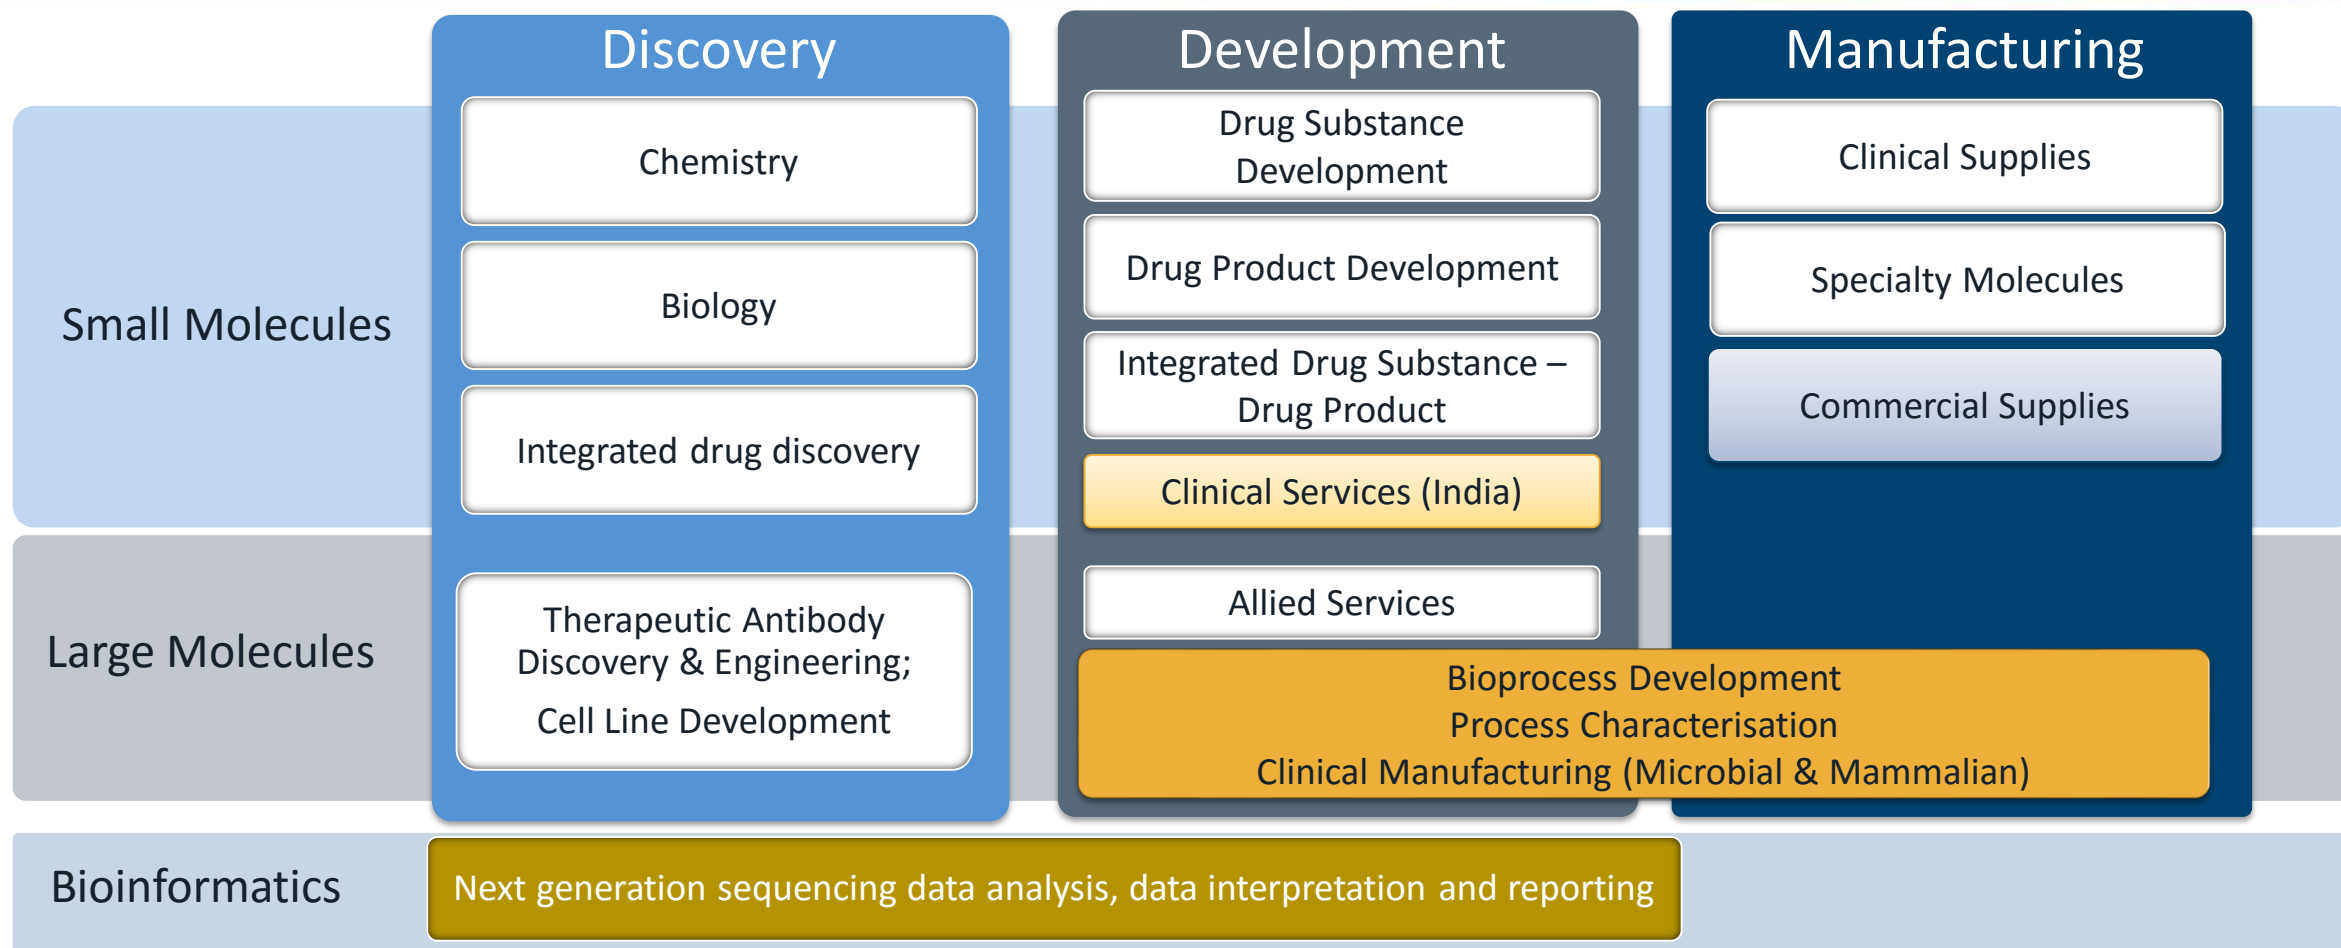 Discovery
Development
Manufacturing
Small Molecules
Chemistry
Biology
Integrated drug discovery
Drug Substance
Development
Drug Product Development
Integrated Drug Substance –
Drug Product
Clinical Services (India)
Clinical Supplies
Specialty Molecules
Commercial Supplies
Large Molecules
Therapeutic Antibody
Discovery & Engineering;
Cell Line Development
Allied Services
Bioprocess Development
Process Characterisation
Clinical Manufacturing (Microbial & Mammalian)
Bioinformatics
Next generation sequencing data analysis, data interpretation and reporting